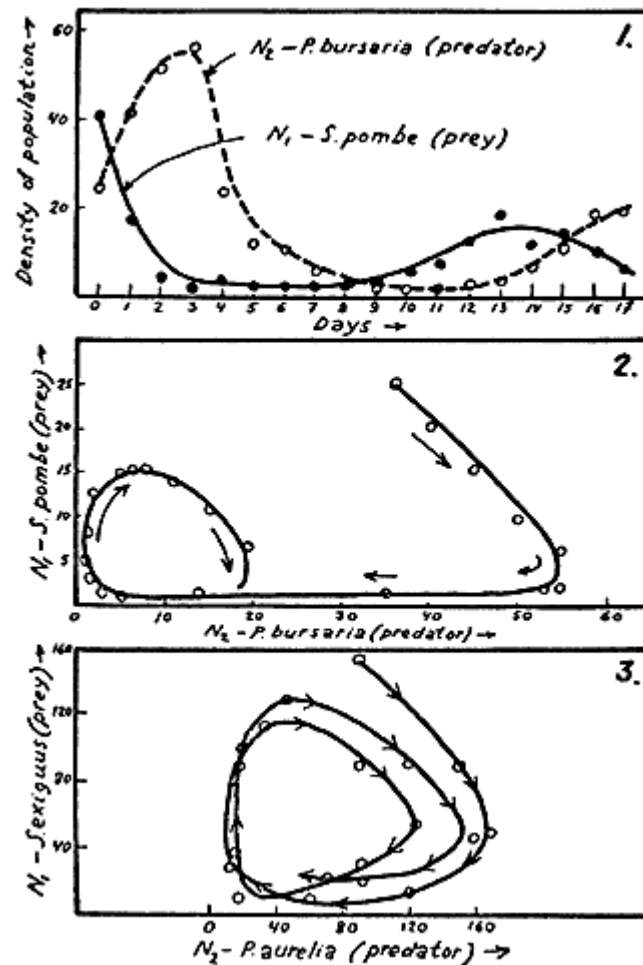 1.
Density of population →
60
40
20
N₂ – P. bursaria (predator)
N₁ – S. pombe (prey)
0 1 2 3 4 5 6 7 8 9 10 11 12 13 14 15 16 17
Days →
2.
N₁ – S. pombe (prey) →
25
20
15
10
5
0 10 20 30 40 50 60
N₂ – P. bursaria (predator) →
3.
N₁ – S. exiguus (prey) →
160
120
80
40
0 40 80 120 160
N₂ – P. aurelia (predator) →